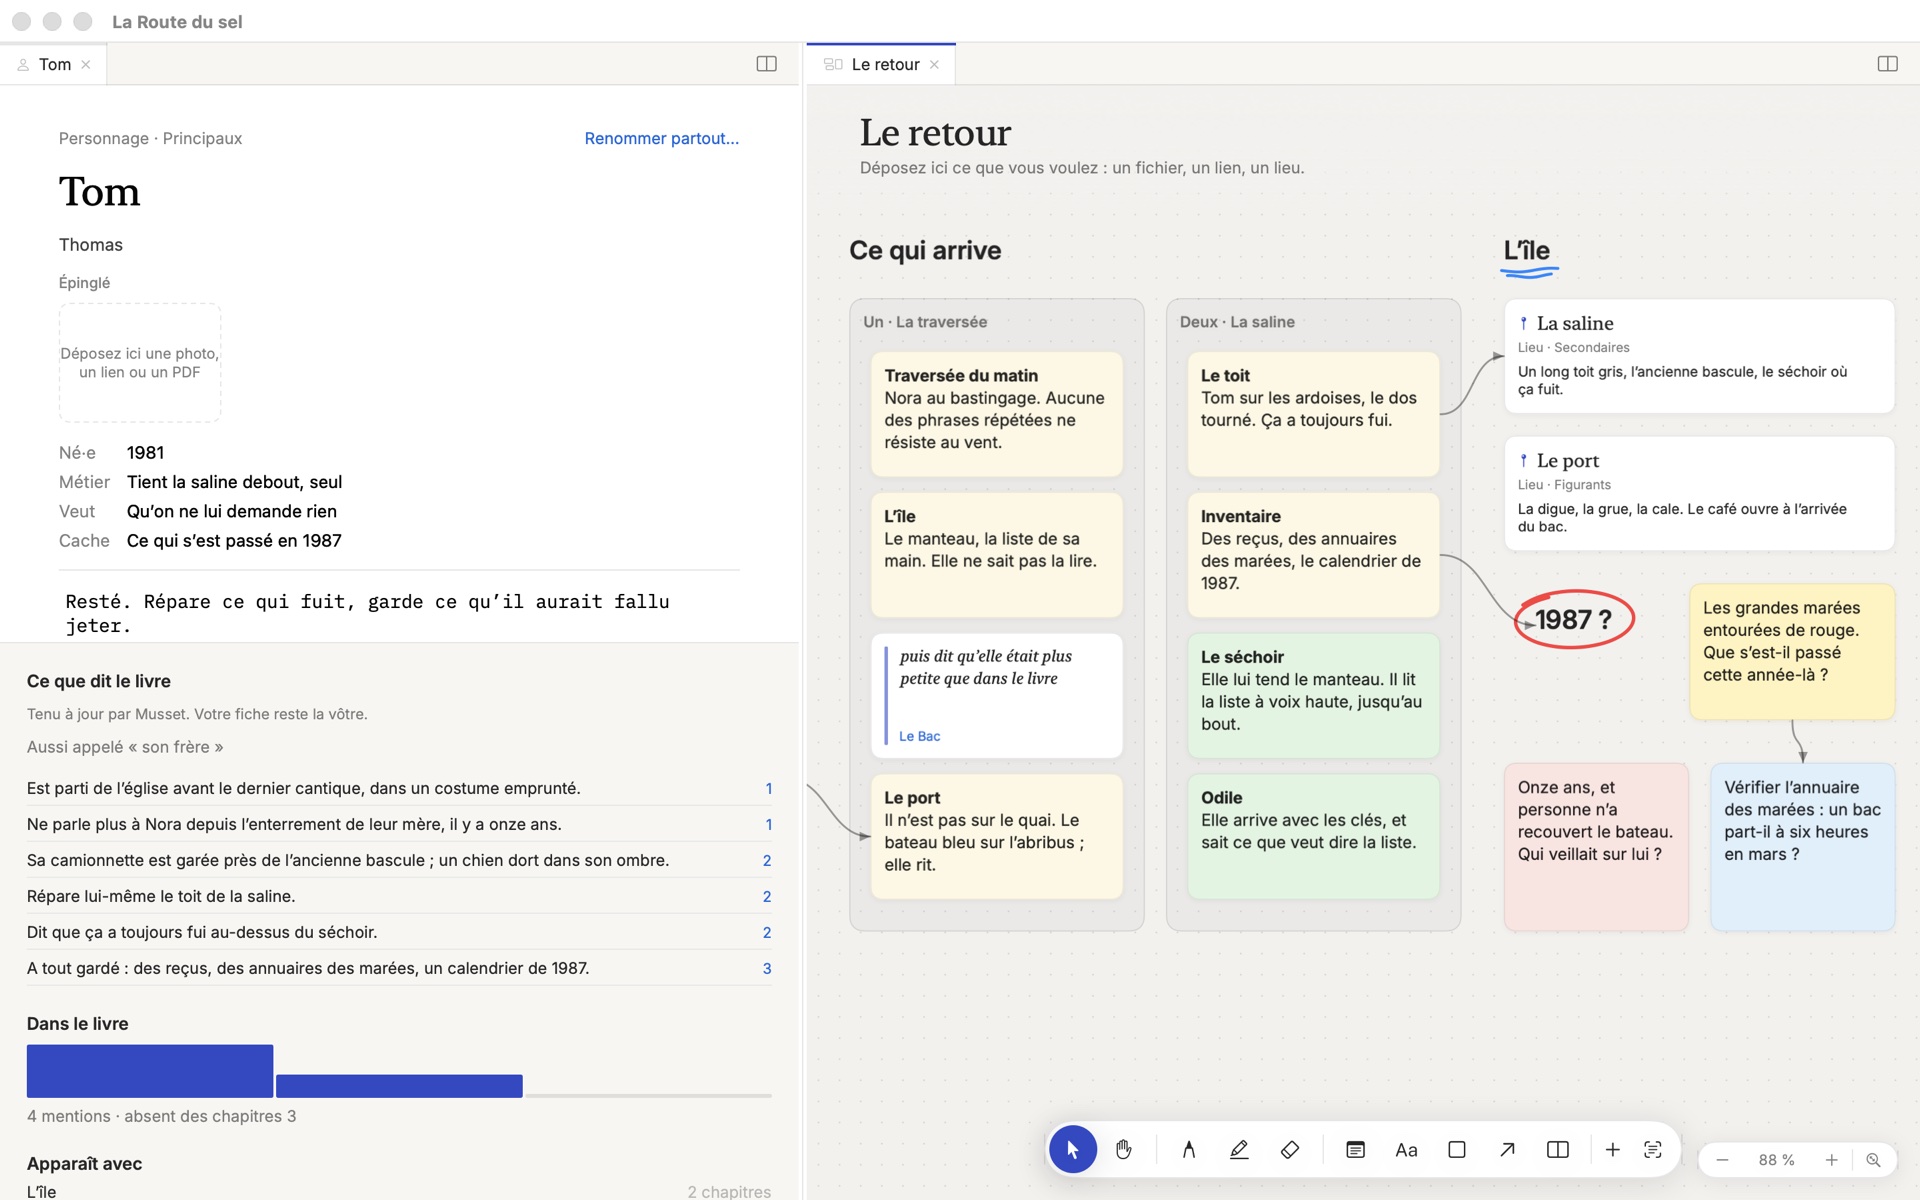 La Route du sel
Tom
Personnage · Principaux
Renommer partout…
Tom
Thomas
Épinglé
Déposez ici une photo,
un lien ou un PDF
Né·e 1981
Métier Tient la saline debout, seul
Veut Qu’on ne lui demande rien
Cache Ce qui s’est passé en 1987
Resté. Répare ce qui fuit, garde ce qu’il aurait fallu
jeter.
Ce que dit le livre
Tenu à jour par Musset. Votre fiche reste la vôtre.
Aussi appelé « son frère »
Est parti de l’église avant le dernier cantique, dans un costume emprunté. 1
Ne parle plus à Nora depuis l’enterrement de leur mère, il y a onze ans. 1
Sa camionnette est garée près de l’ancienne bascule ; un chien dort dans son ombre. 2
Répare lui-même le toit de la saline. 2
Dit que ça a toujours fui au-dessus du séchoir. 2
A tout gardé : des reçus, des annuaires des marées, un calendrier de 1987. 3
Dans le livre
4 mentions · absent des chapitres 3
Apparaît avec
L’île 2 chapitres
Le retour
Le retour
Déposez ici ce que vous voulez : un fichier, un lien, un lieu.
Ce qui arrive
Un · La traversée
Traversée du matin
Nora au bastingage. Aucune
des phrases répétées ne
résiste au vent.
L’île
Le manteau, la liste de sa
main. Elle ne sait pas la lire.
puis dit qu’elle était plus
petite que dans le livre
Le Bac
Le port
Il n’est pas sur le quai. Le
bateau bleu sur l’abribus ;
elle rit.
Deux · La saline
Le toit
Tom sur les ardoises, le dos
tourné. Ça a toujours fui.
Inventaire
Des reçus, des annuaires
des marées, le calendrier de
1987.
Le séchoir
Elle lui tend le manteau. Il lit
la liste à voix haute, jusqu’au
bout.
Odile
Elle arrive avec les clés, et
sait ce que veut dire la liste.
L’île
La saline
Lieu · Secondaires
Un long toit gris, l’ancienne bascule, le séchoir où
ça fuit.
Le port
Lieu · Figurants
La digue, la grue, la cale. Le café ouvre à l’arrivée
du bac.
1987 ?
Les grandes marées
entourées de rouge.
Que s’est-il passé
cette année-là ?
Onze ans, et
personne n’a
recouvert le bateau.
Qui veillait sur lui ?
Vérifier l’annuaire
des marées : un bac
part-il à six heures
en mars ?
Aa
88 %